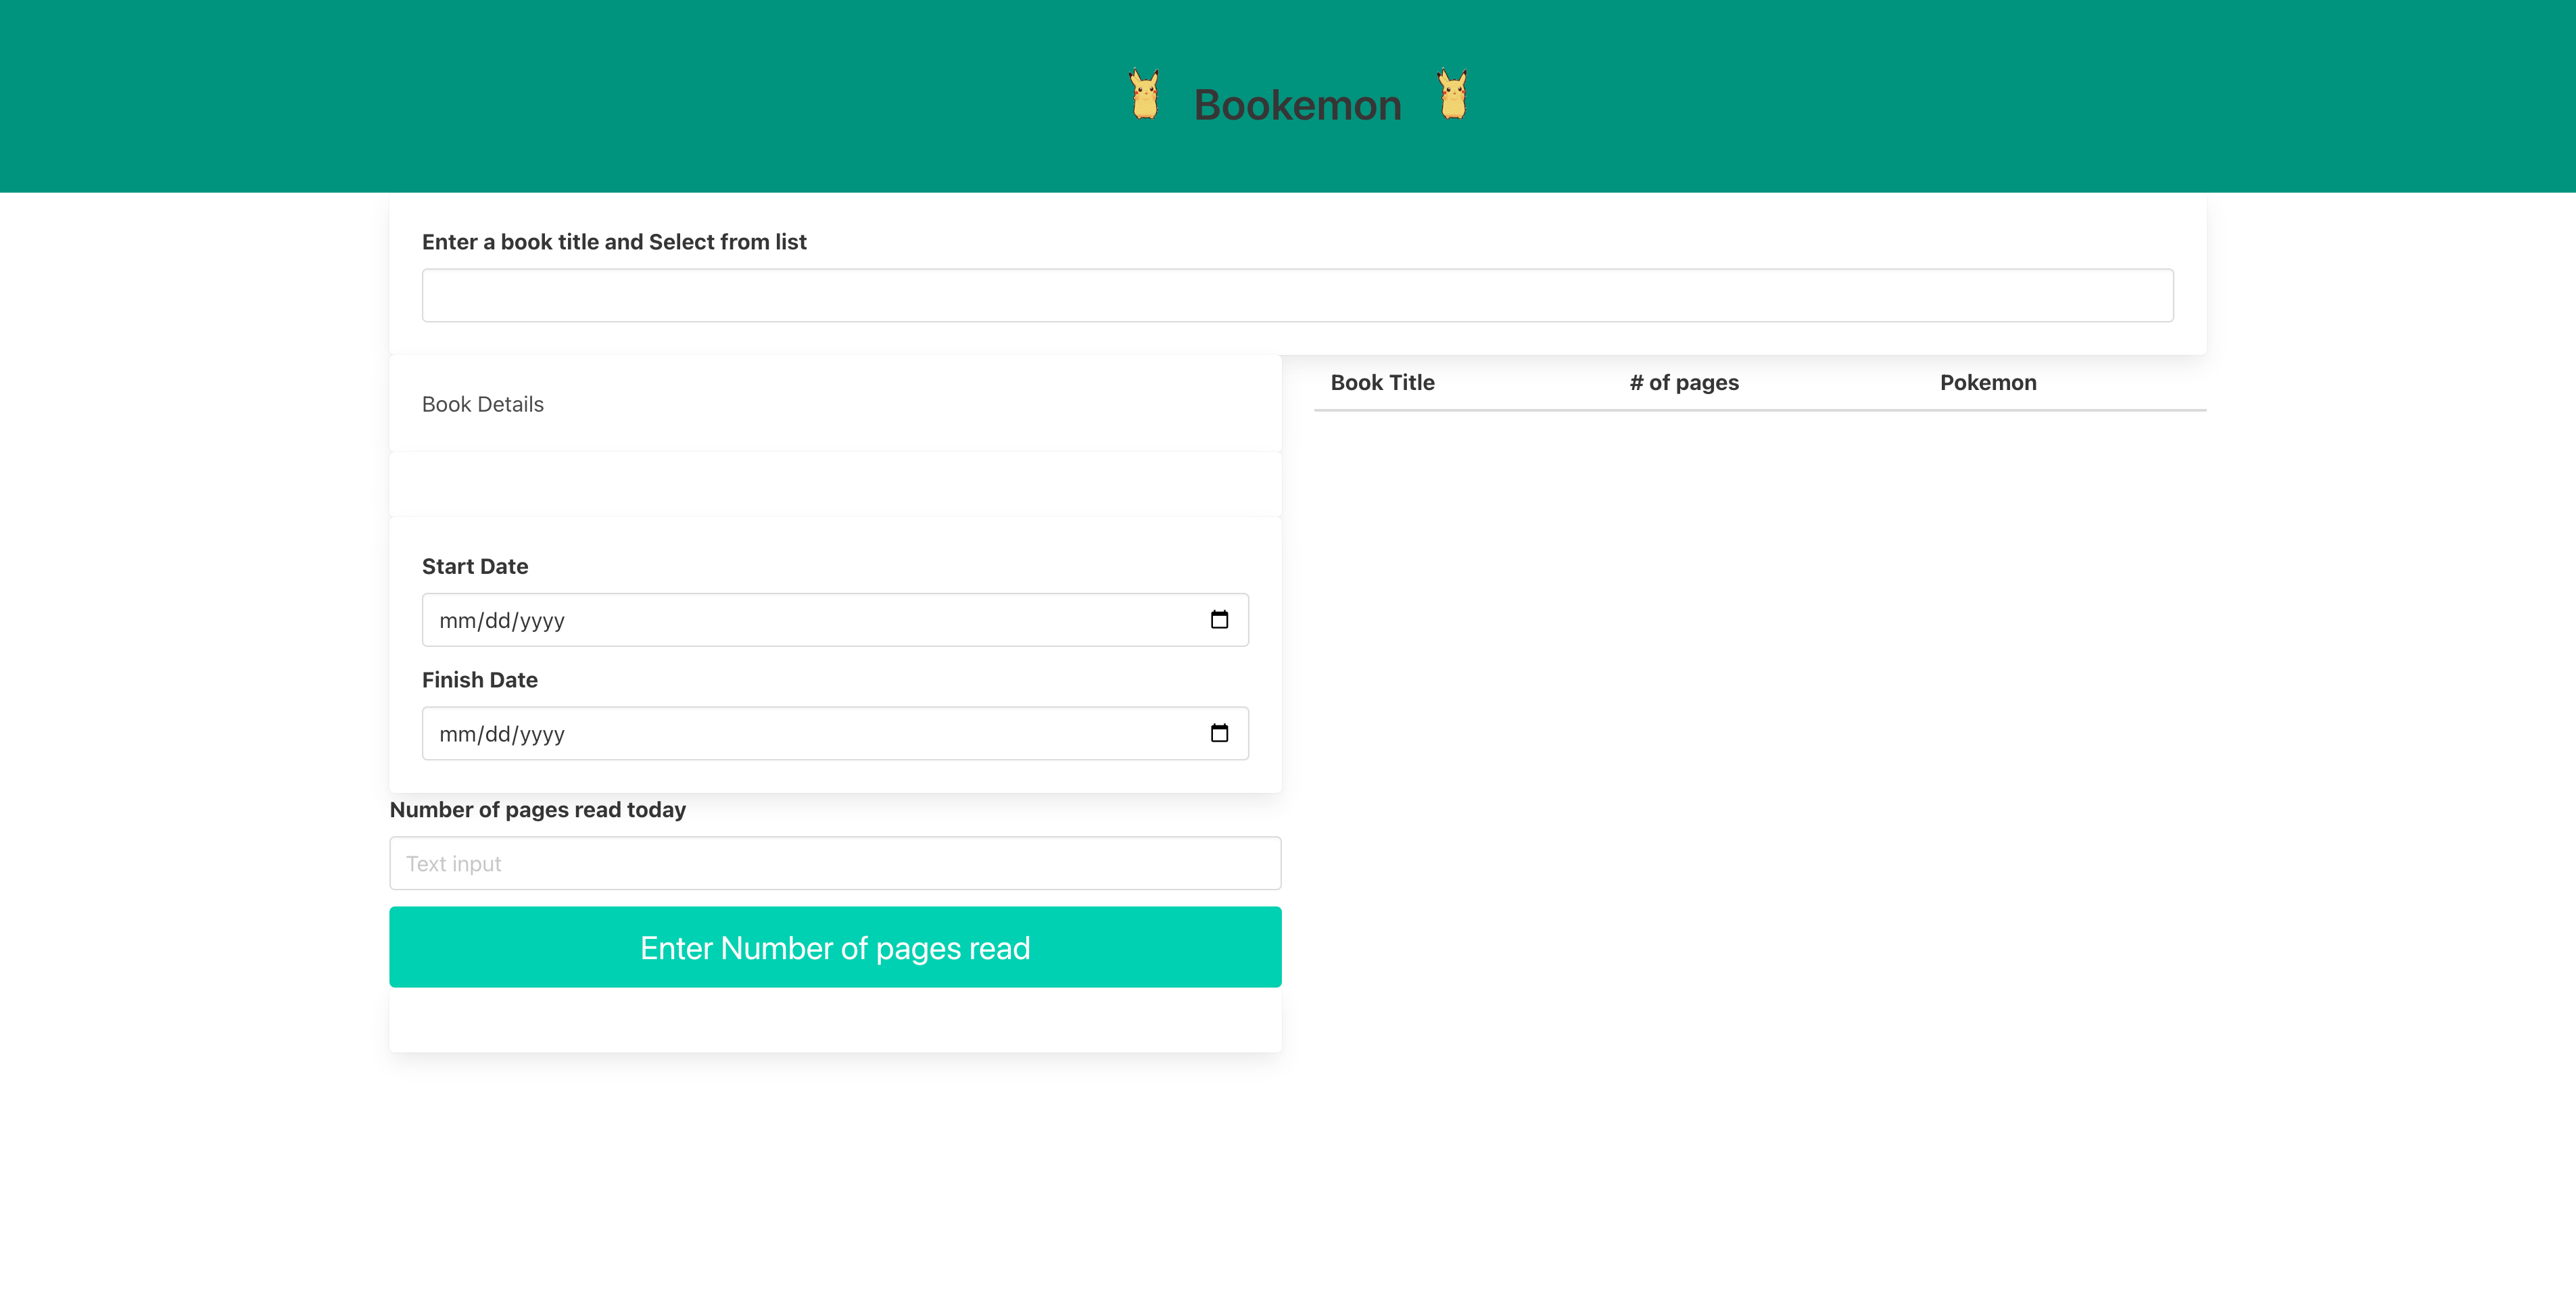 Bookemon
Enter a book title and Select from list
Book Details
Book Title # of pages Pokemon
Start Date
mm/dd/yyyy
Finish Date
mm/dd/yyyy
Number of pages read today
Text input
Enter Number of pages read